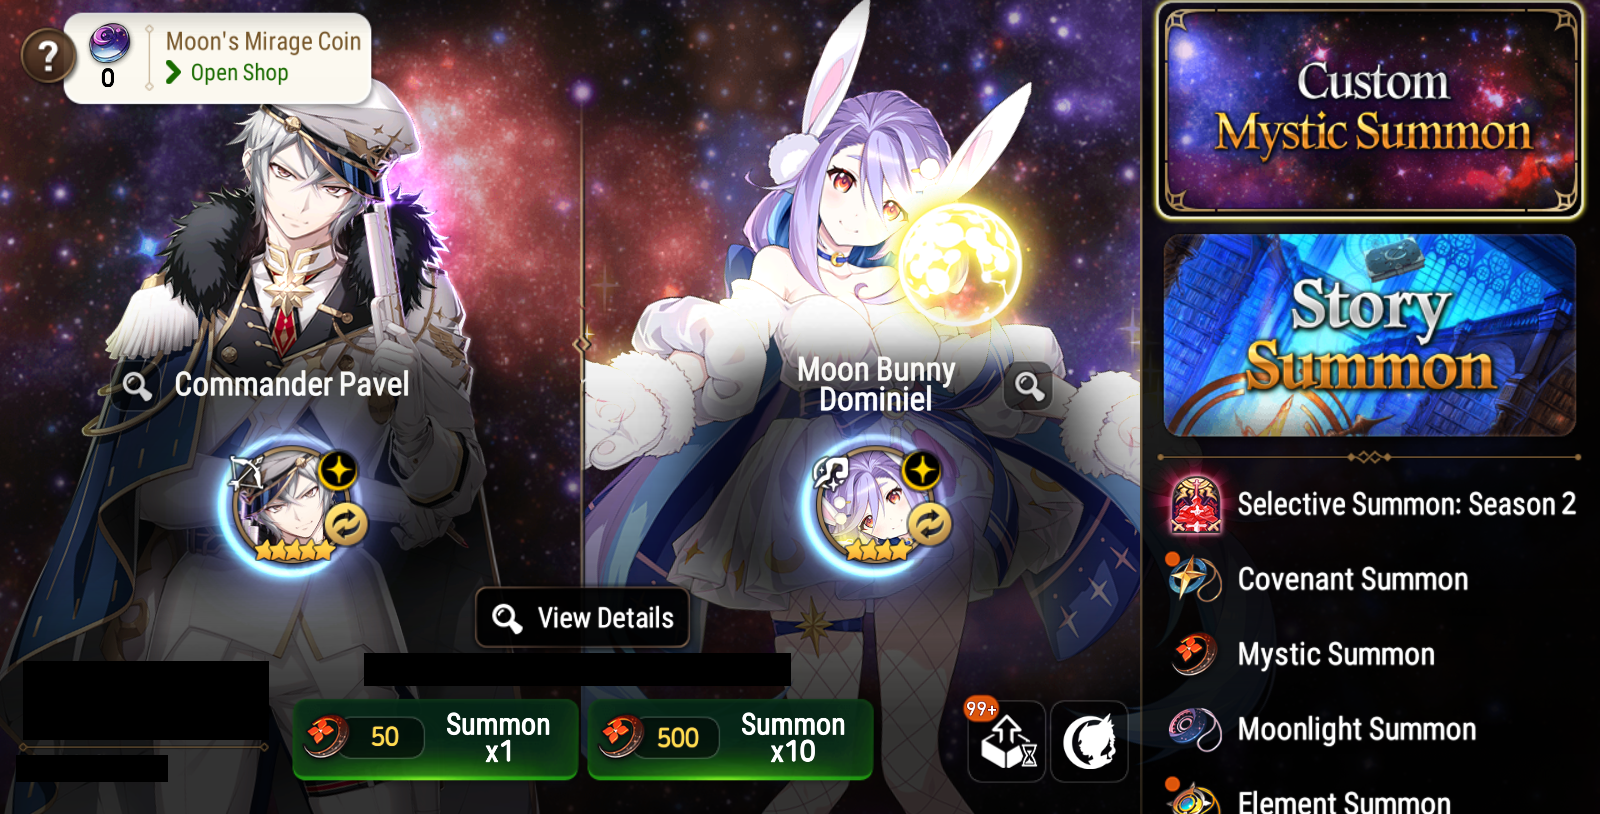 ?
0
Moon's Mirage Coin
Open Shop
Commander Pavel
Moon Bunny
Dominiel
View Details
50
Summon
x1
500
Summon
x10
99+
Custom
Mystic Summon
Story
Summon
Selective Summon: Season 2
Covenant Summon
Mystic Summon
Moonlight Summon
Element Summon